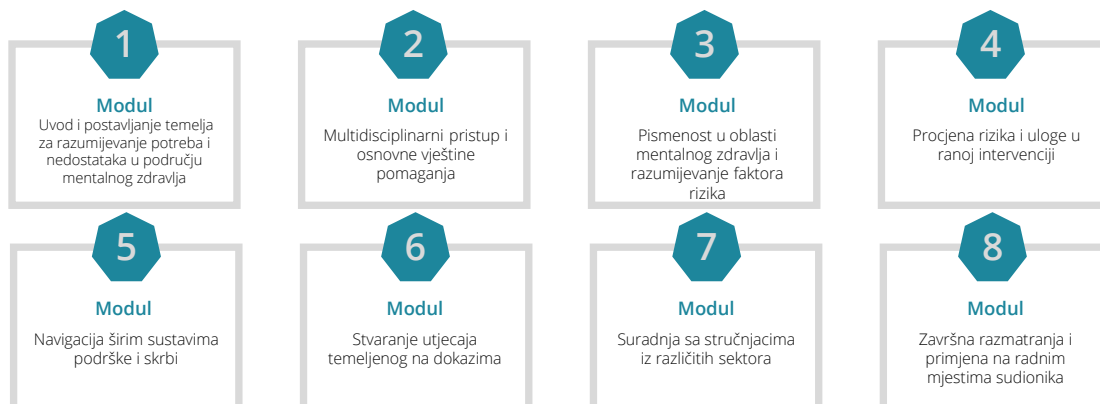 1
Modul
Uvod i postavljanje temelja
za razumijevanje potreba i
nedostataka u području
mentalnog zdravlja
2
Modul
Multidisciplinarni pristup i
osnovne vještine
pomaganja
3
Modul
Pismenost u oblasti
mentalnog zdravlja i
razumijevanje faktora
rizika
4
Modul
Procjena rizika i uloge u
ranoj intervenciji
5
Modul
Navigacija širim sustavima
podrške i skrbi
6
Modul
Stvaranje utjecaja
temeljenog na dokazima
7
Modul
Suradnja sa stručnjacima
iz različitih sektora
8
Modul
Završna razmatranja i
primjena na radnim
mjestima sudionika